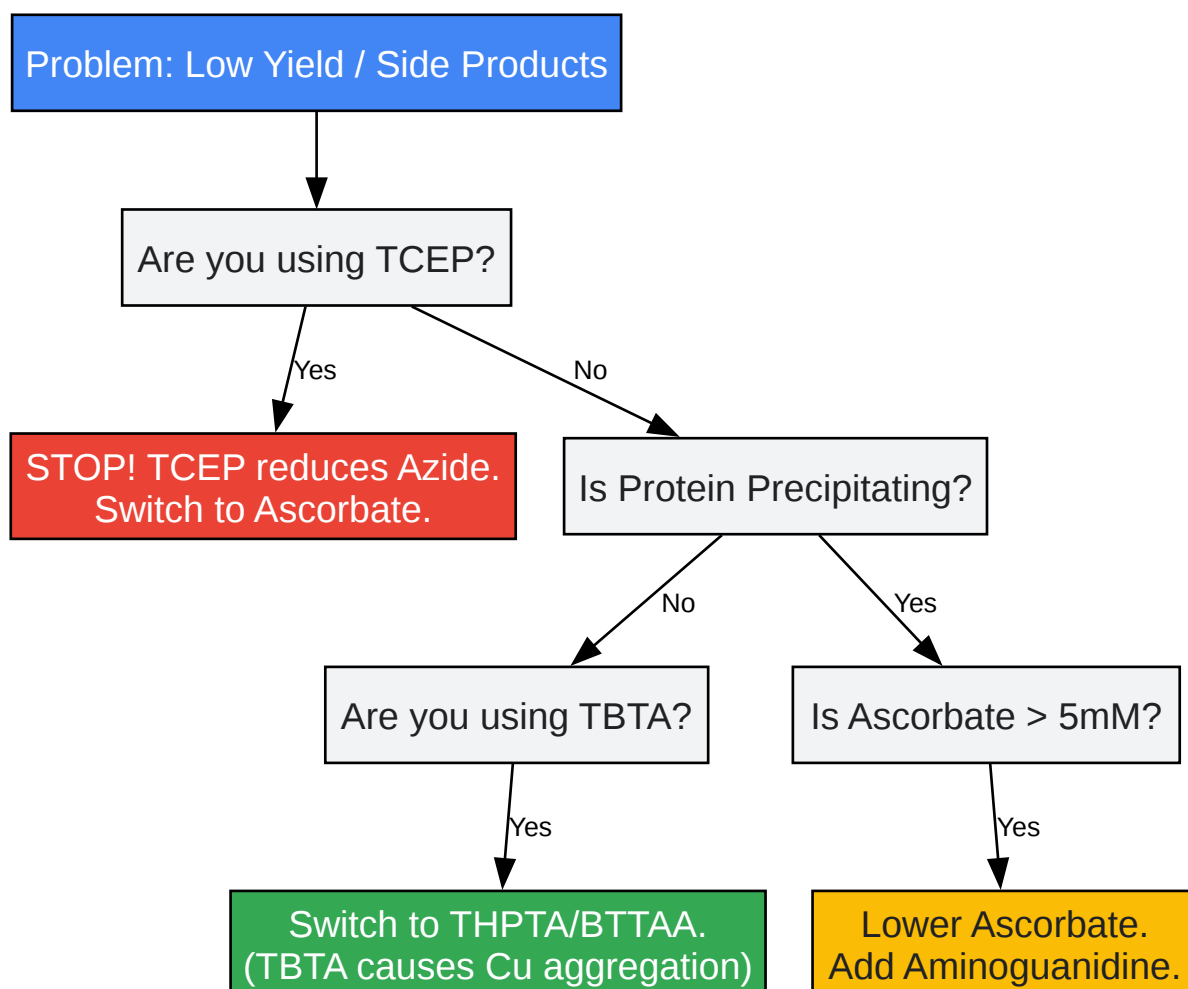 Problem: Low Yield / Side Products
Are you using TCEP?
Yes
No
STOP! TCEP reduces Azide.
Switch to Ascorbate.
Is Protein Precipitating?
No
Yes
Are you using TBTA?
Is Ascorbate > 5mM?
Yes
Yes
Switch to THPTA/BTTAA.
(TBTA causes Cu aggregation)
Lower Ascorbate.
Add Aminoguanidine.